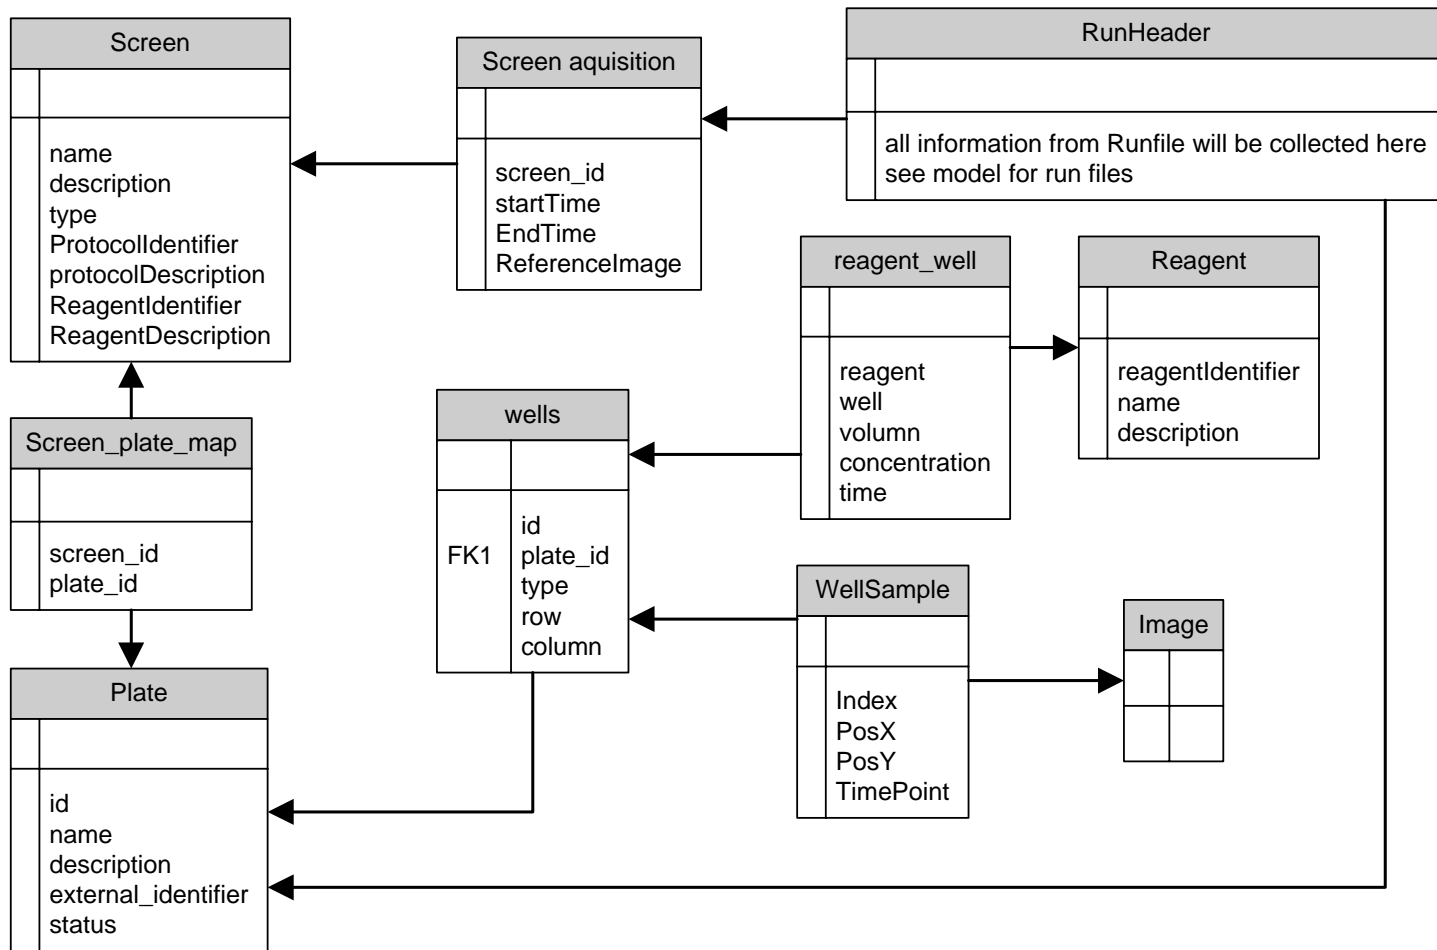 Screen
name
description
type
ProtocolIdentifier
protocolDescription
ReagentIdentifier
ReagentDescription
Screen aquisition
screen_id
startTime
EndTime
ReferenceImage
RunHeader
all information from Runfile will be collected here
see model for run files
reagent_well
reagent
well
volumn
concentration
time
Reagent
reagentIdentifier
name
description
Screen_plate_map
screen_id
plate_id
wells
id
FK1 plate_id
type
row
column
WellSample
Index
PosX
PosY
TimePoint
Image
Plate
id
name
description
external_identifier
status